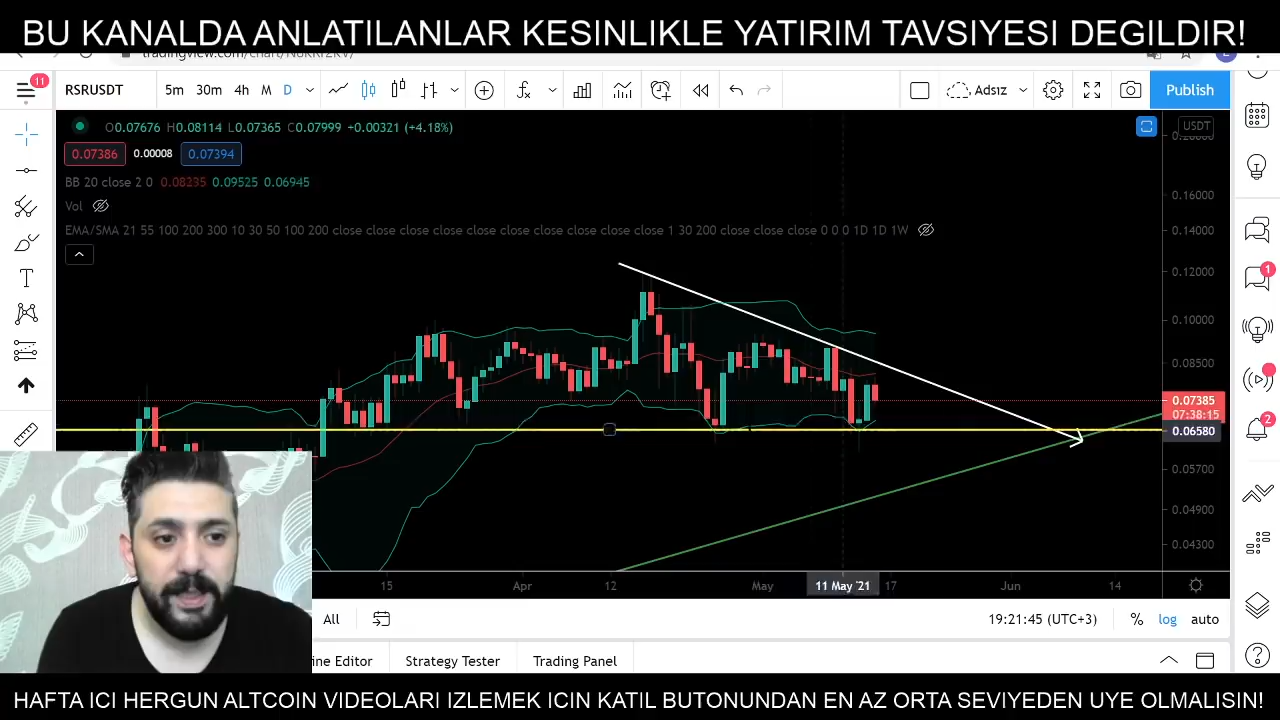 BU KANALDA ANLATILANLAR KESINLIKLE YATIRIM TAVSIYESI DEGILDIR!
11
RSRUSDT 5m 30m 4h M D Adsız Publish
O0.07676 H0.08114 L0.07365 C0.07999 +0.00321 (+4.18%)
USDT
0.07386 0.00008 0.07394
BB 20 close 2 0 0.08235 0.09525 0.06945
0.16000
Vol
EMA/SMA 21 55 100 200 300 10 30 50 100 200 close close close close close close close close close close 1 30 200 close close close 0 0 0 1D 1D 1W
0.14000
0.12000
1
0.10000
0.08500
0.07385
07:38:15
0.06580
2
0.05700
0.04900
0.04300
15 Apr 12 May 11 May '21 17 Jun 14
All 19:21:45 (UTC+3) % log auto
ine Editor Strategy Tester Trading Panel
HAFTA ICI HERGUN ALTCOIN VIDEOLARI IZLEMEK ICIN KATIL BUTONUNDAN EN AZ ORTA SEVIYEDEN UYE OLMALISIN!